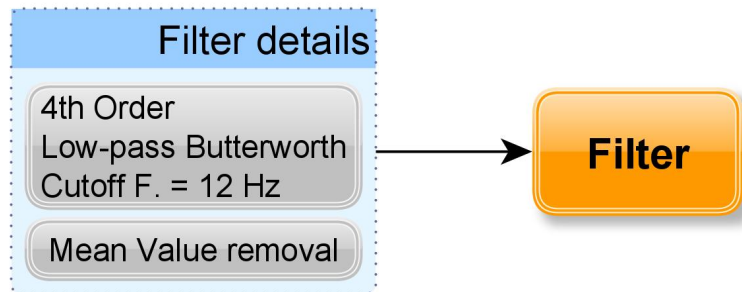 Filter details
4th Order
Low-pass Butterworth
Cutoff F. = 12 Hz
Mean Value removal
Filter